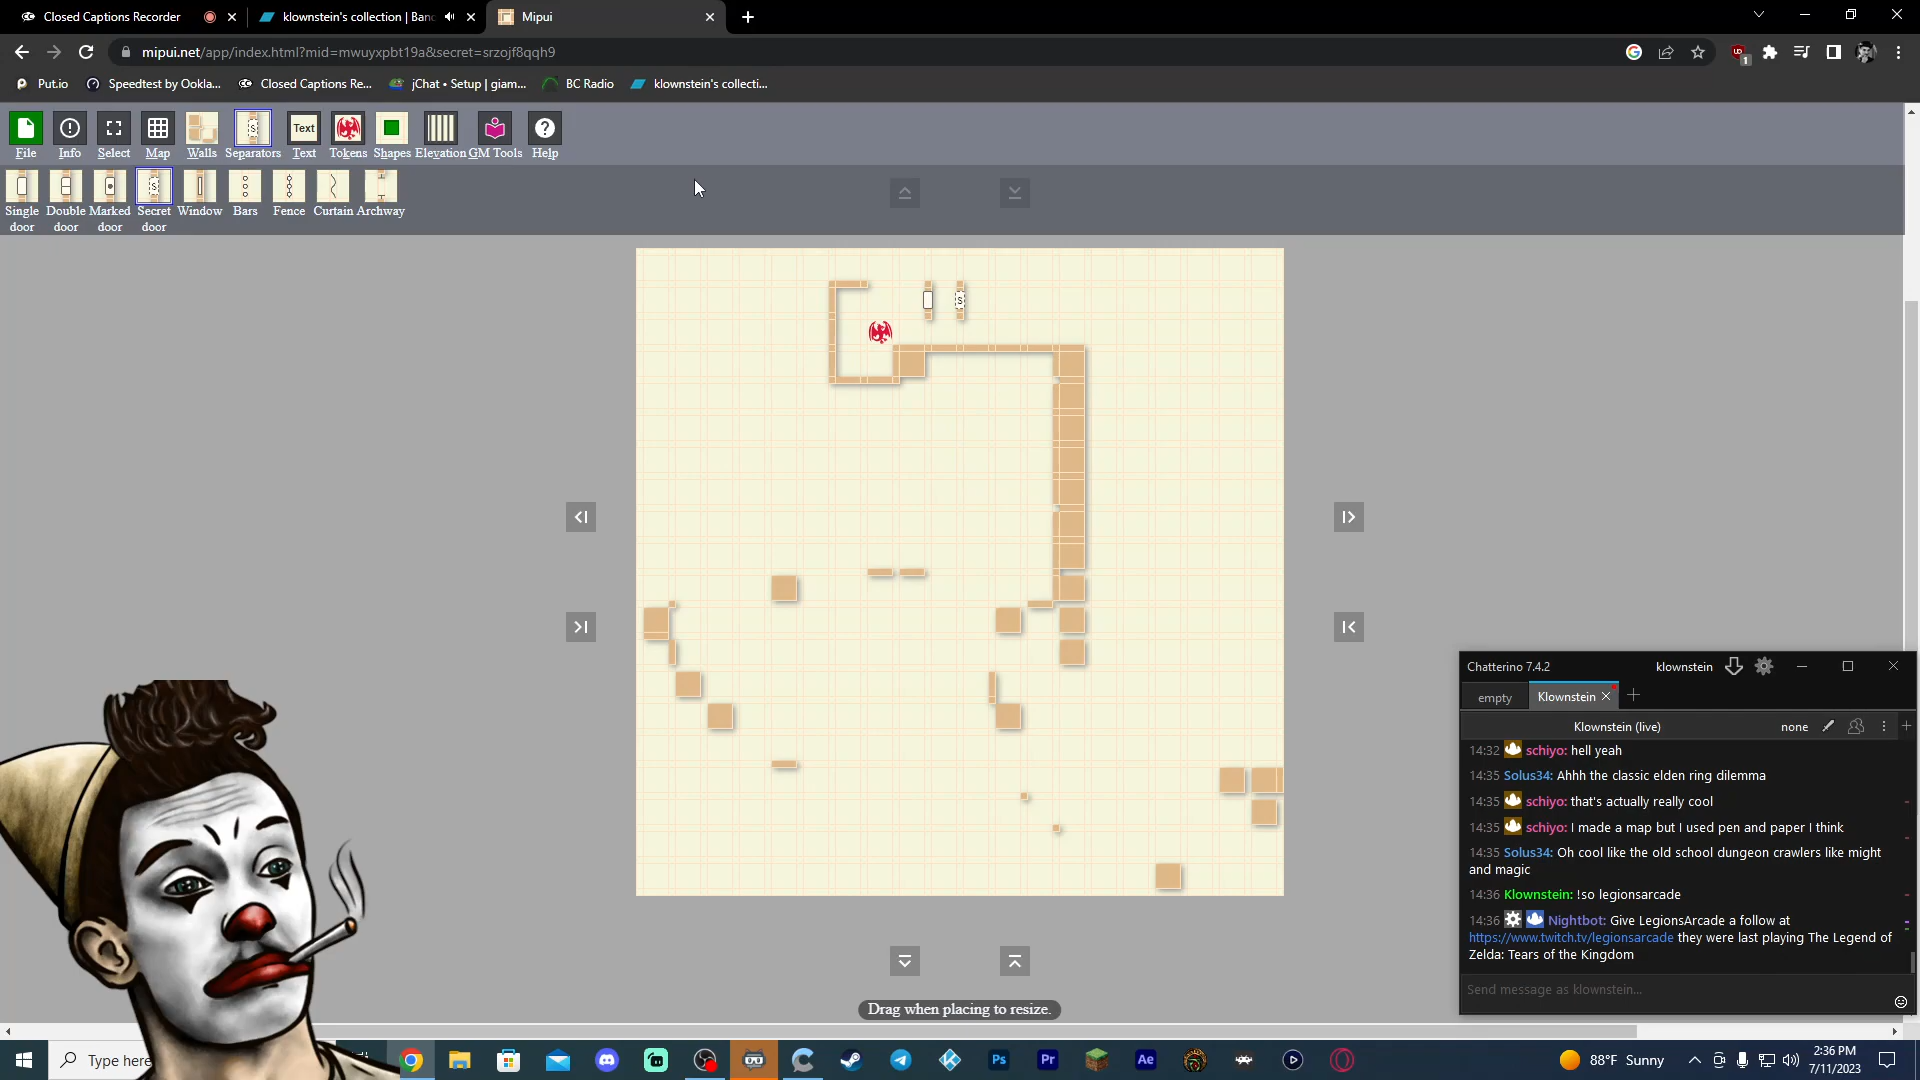 Closed Captions Recorder
klownstein's collection | Banc
Mipui
mipui.net/app/index.html?mid=mwuyxpbt19a&secret=srzojf8qqh9
1
Put.io
Speedtest by Ookla...
Closed Captions Re...
jChat • Setup | giam...
BC Radio
klownstein's collecti...
Text
File
Info
Select
Map
Walls
Separators
Text
Tokens
Shapes
Elevation
GM Tools
Help
Single door
Double door
Marked door
Secret door
Window
Bars
Fence
Curtain
Archway
S
Drag when placing to resize.
Chatterino 7.4.2
klownstein
empty
Klownstein
Klownstein (live)
none
14:32 schiyo: hell yeah
14:35 Solus34: Ahhh the classic elden ring dilemma
14:35 schiyo: that's actually really cool
14:35 schiyo: I made a map but I used pen and paper I think
14:35 Solus34: Oh cool like the old school dungeon crawlers like might
and magic
14:36 Klownstein: !so legionsarcade
14:36 Nightbot: Give LegionsArcade a follow at
https://www.twitch.tv/legionsarcade they were last playing The Legend of
Zelda: Tears of the Kingdom
Send message as klownstein...
Type here
Ps
Pr
Ae
88°F Sunny
2:36 PM
7/11/2023